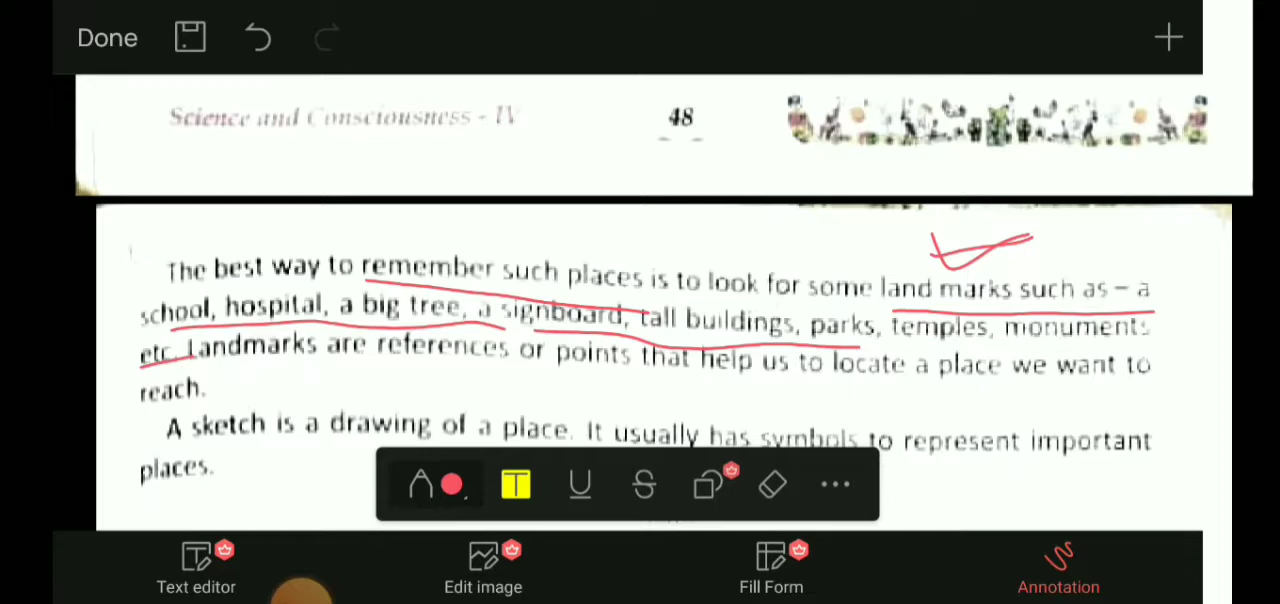 Done
Science and Consciousness - IV 48
The best way to remember such places is to look for some land marks such as – a
school, hospital, a big tree, a signboard, tall buildings, parks, temples, monuments
etc. Landmarks are references or points that help us to locate a place we want to
reach.
A sketch is a drawing of a place. It usually has symbols to represent important
places.
T U S
Text editor Edit image Fill Form Annotation